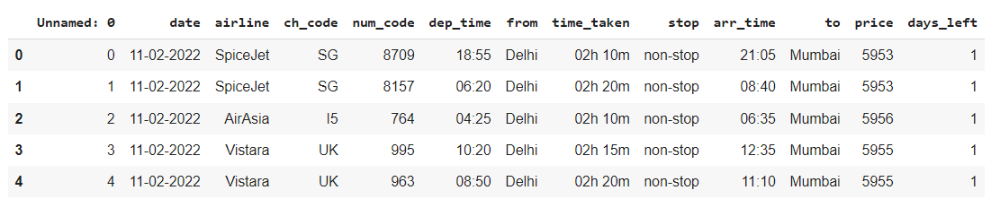 Unnamed: 0 date airline ch_code num_code dep_time from time_taken stop arr_time to price days_left
0 0 11-02-2022 SpiceJet SG 8709 18:55 Delhi 02h 10m non-stop 21:05 Mumbai 5953 1
1 1 11-02-2022 SpiceJet SG 8157 06:20 Delhi 02h 20m non-stop 08:40 Mumbai 5953 1
2 2 11-02-2022 AirAsia I5 764 04:25 Delhi 02h 10m non-stop 06:35 Mumbai 5956 1
3 3 11-02-2022 Vistara UK 995 10:20 Delhi 02h 15m non-stop 12:35 Mumbai 5955 1
4 4 11-02-2022 Vistara UK 963 08:50 Delhi 02h 20m non-stop 11:10 Mumbai 5955 1